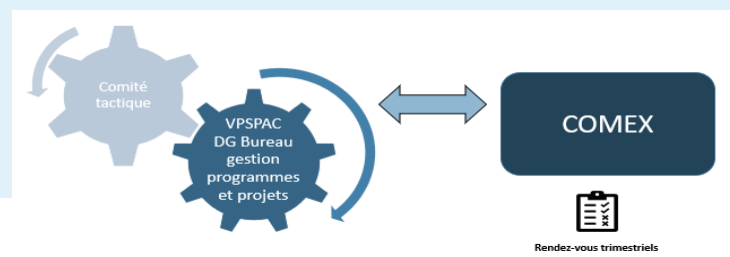 Comité
tactique
VPSPAC
DG Bureau
gestion
programmes
et projets
COMEX
Rendez-vous trimestriels